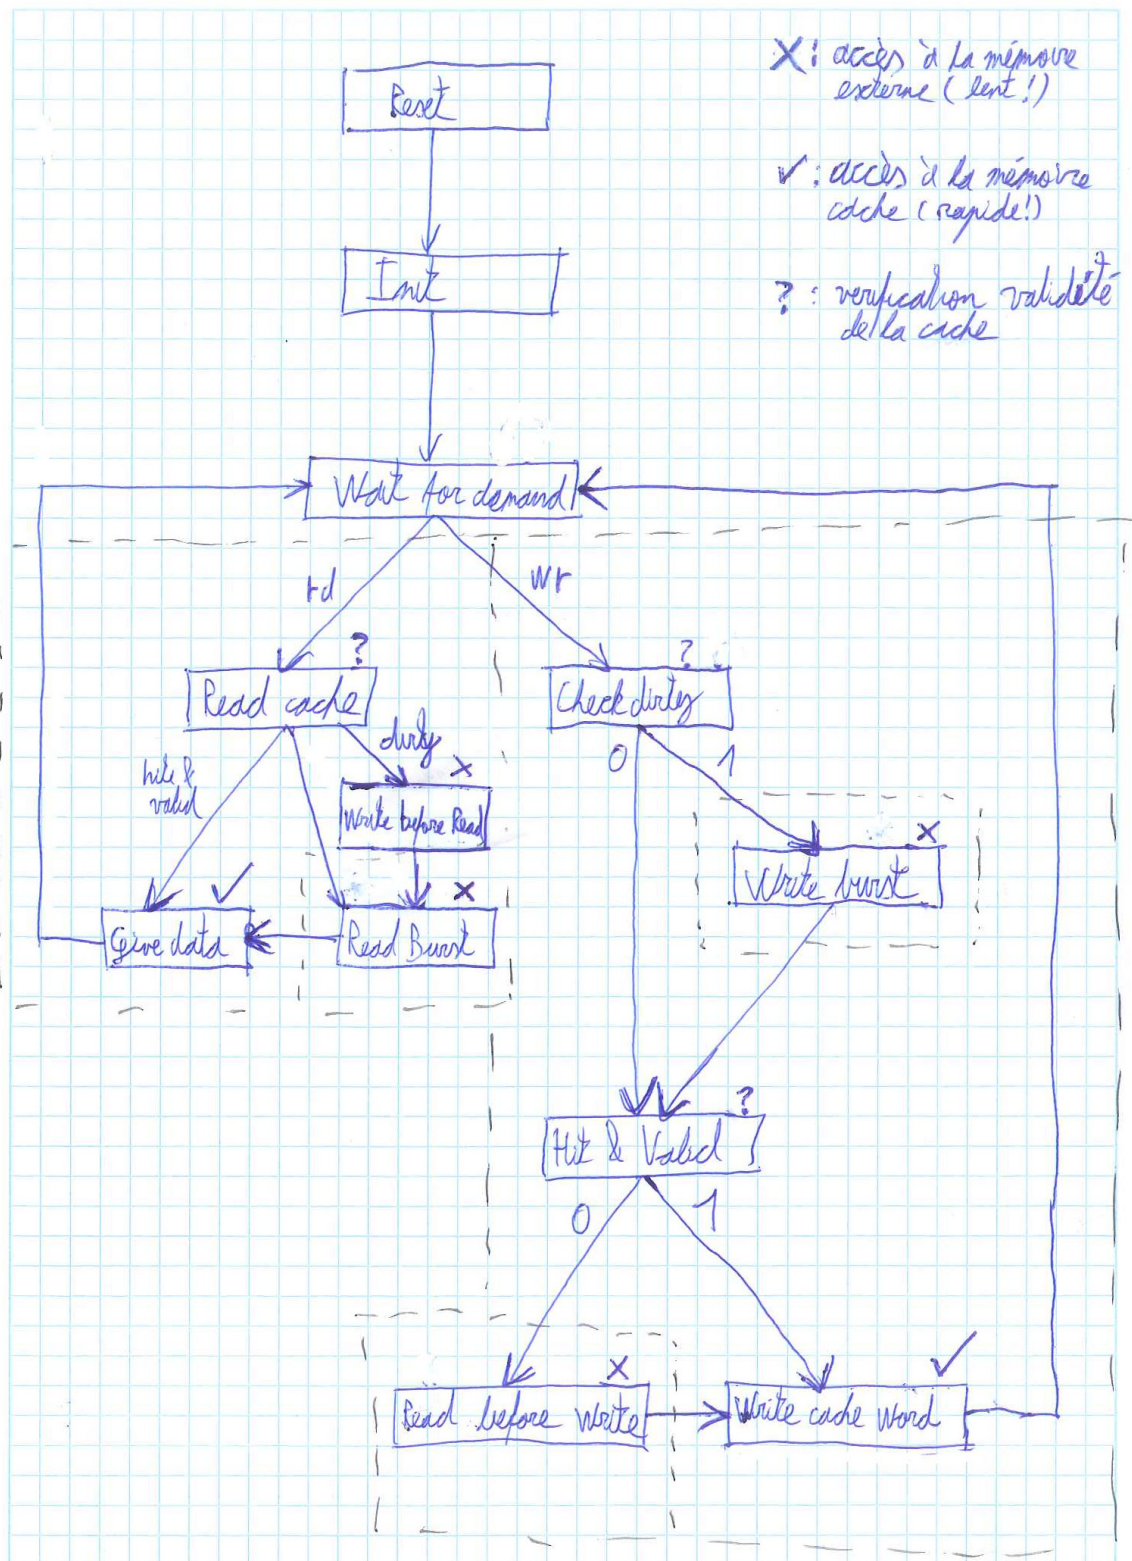 X : accès à la mémoire
externe (lent!)
✓ : accès à la mémoire
cache (rapide!)
? : verification validité
de la cache
Reset
Init
Wait for demand
rd
wr
?
?
Read cache
Check dirty
dirty
0
1
hit &
valid
X
Write before Read
X
Write burst
✓
X
Give data
Read Burst
?
Hit & Valid
0
1
X
✓
Read before Write
Write cache Word